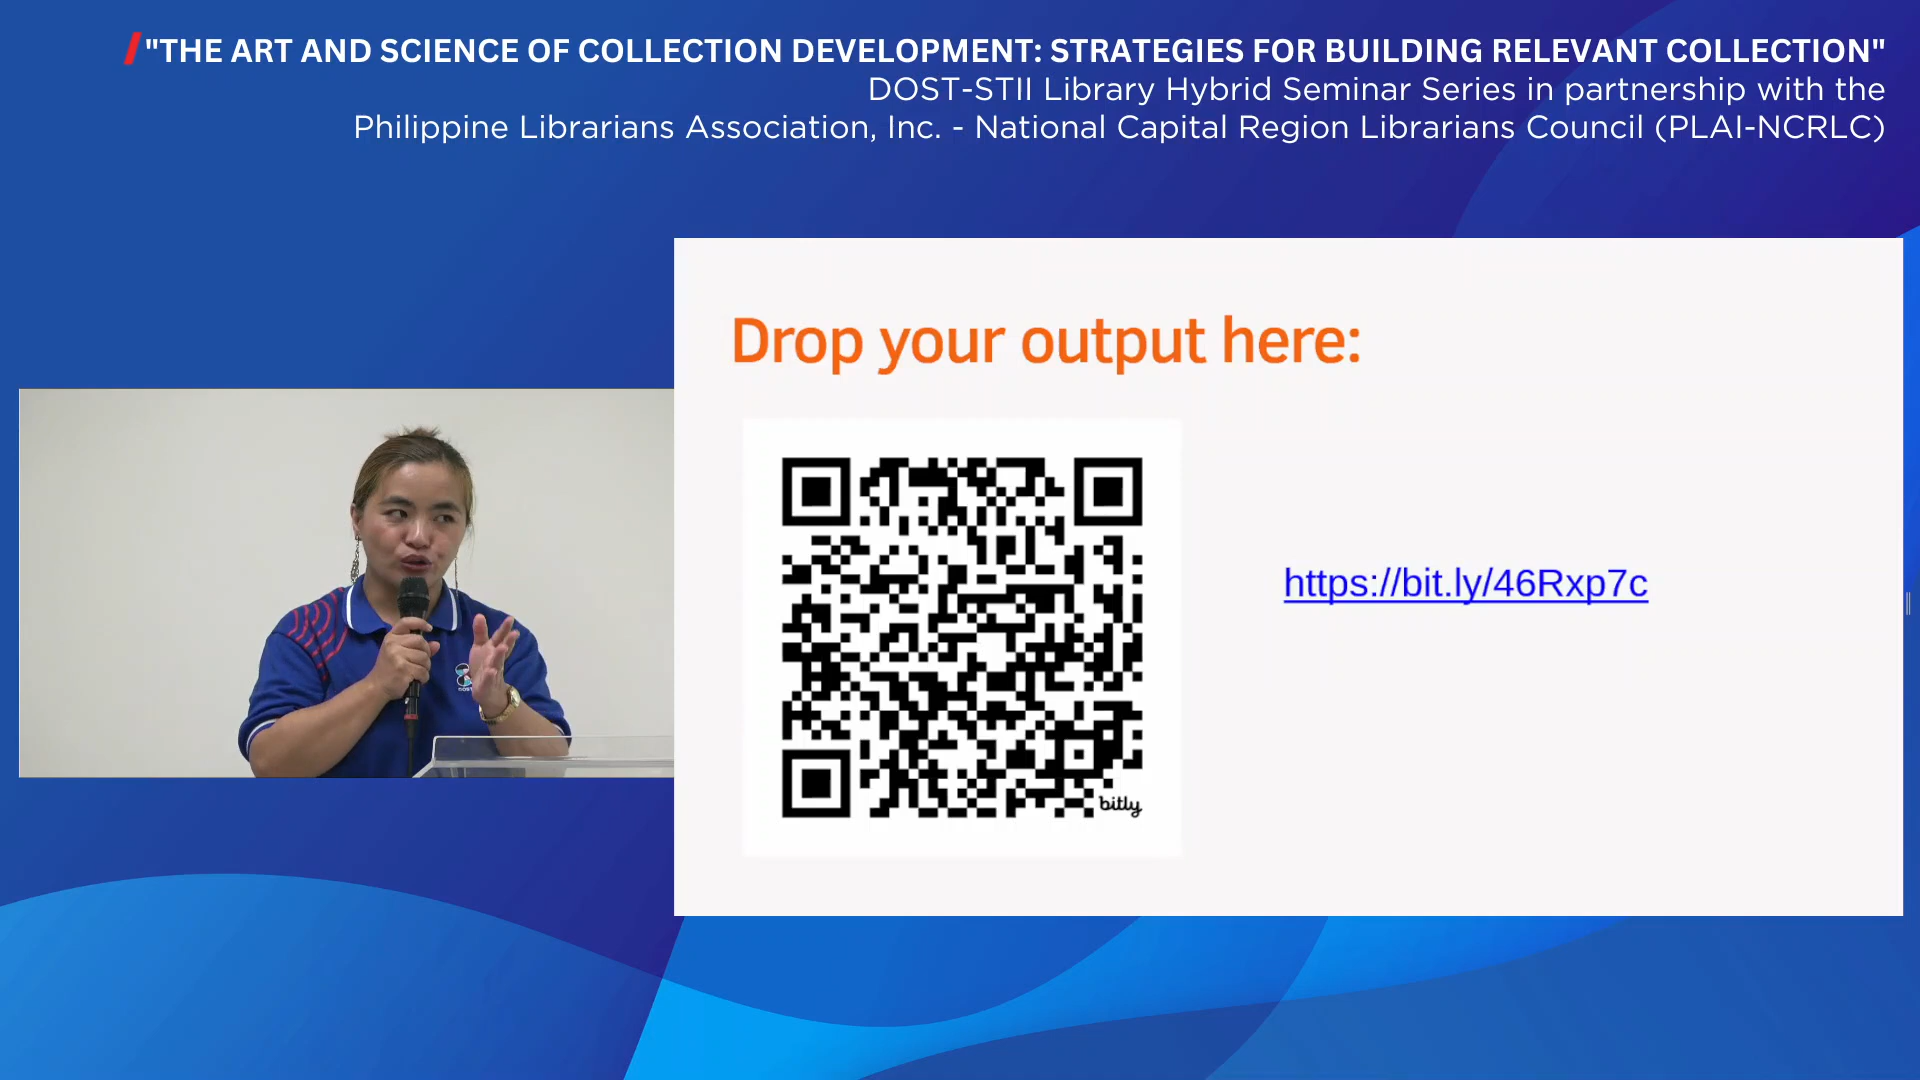 "THE ART AND SCIENCE OF COLLECTION DEVELOPMENT: STRATEGIES FOR BUILDING RELEVANT COLLECTION"
DOST-STII Library Hybrid Seminar Series in partnership with the
Philippine Librarians Association, Inc. - National Capital Region Librarians Council (PLAI-NCRLC)
Drop your output here:
https://bit.ly/46Rxp7c
bitly
DOST